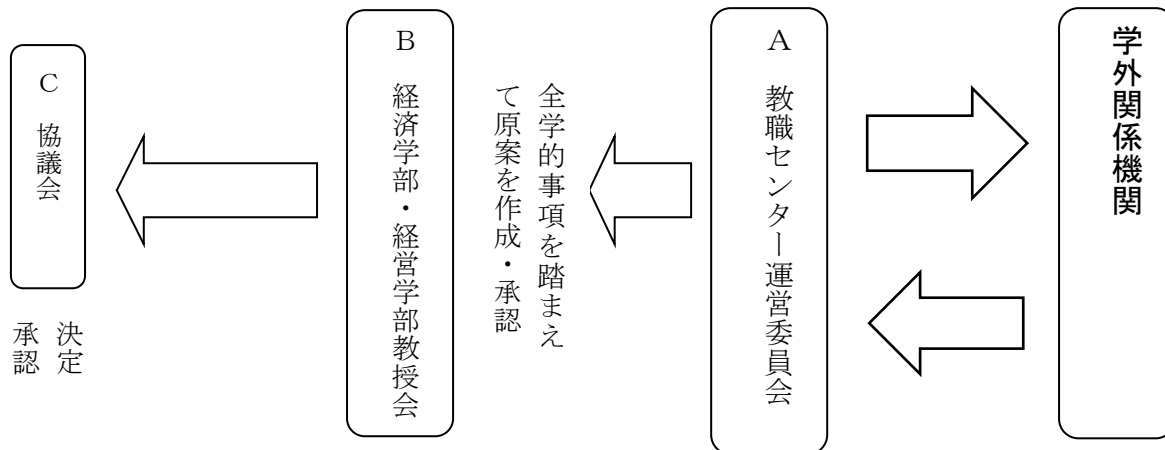 学外関係機関
A 教職センター運営委員会
全学的事項を踏まえ
て原案を作成・承認
B 経済学部・経営学部教授会
C 協議会
決定
承認